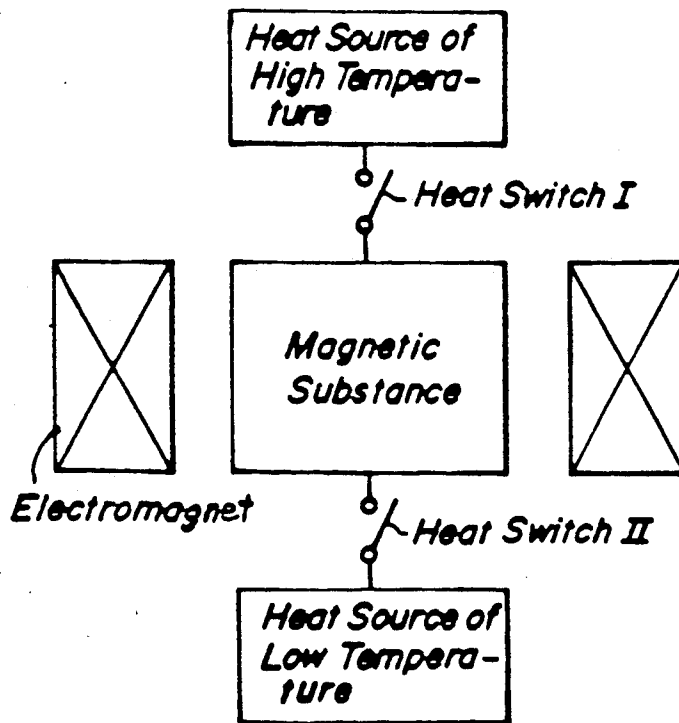 Heat Source of
High Tempera-
ture
Heat Switch I
Magnetic
Substance
Electromagnet
Heat Switch II
Heat Source of
Low Tempera-
ture